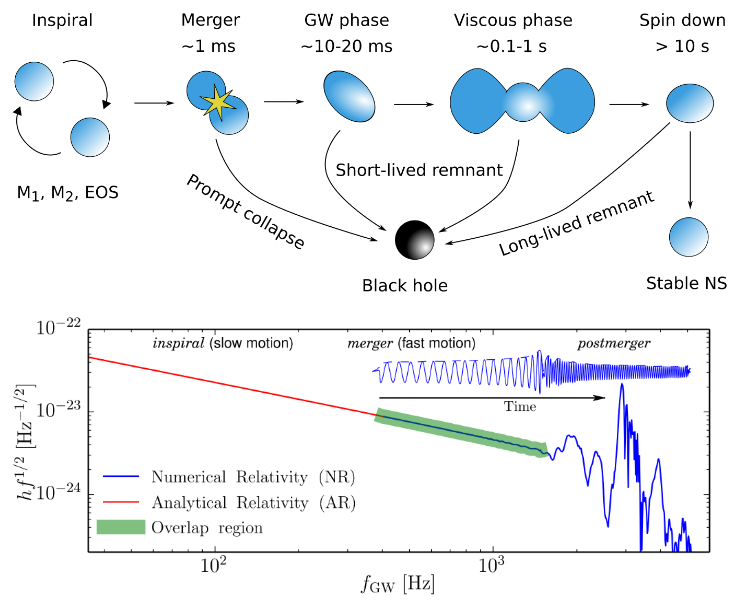 Inspiral
Merger
~1 ms
GW phase
~10-20 ms
Viscous phase
~0.1-1 s
Spin down
> 10 s
M1, M2, EOS
Prompt collapse
Short-lived remnant
Long-lived remnant
Black hole
Stable NS
inspiral (slow motion)
merger (fast motion)
postmerger
Time
Numerical Relativity (NR)
Analytical Relativity (AR)
Overlap region
10^−22
10^−23
10^−24
h f^1/2 [Hz^−1/2]
10^2
10^3
f_GW [Hz]